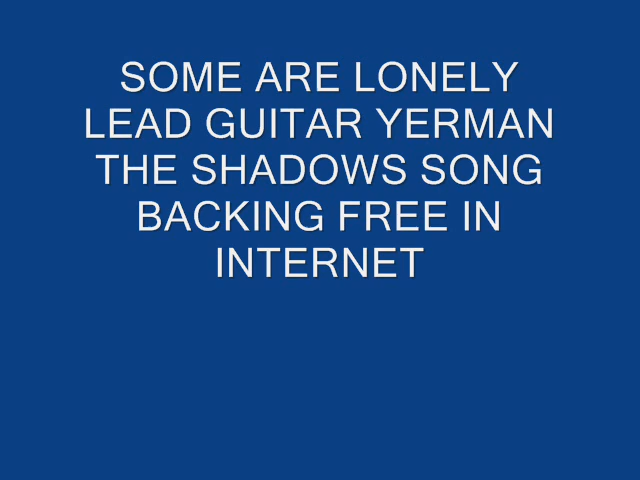 SOME ARE LONELY
LEAD GUITAR YERMAN
THE SHADOWS SONG
BACKING FREE IN
INTERNET